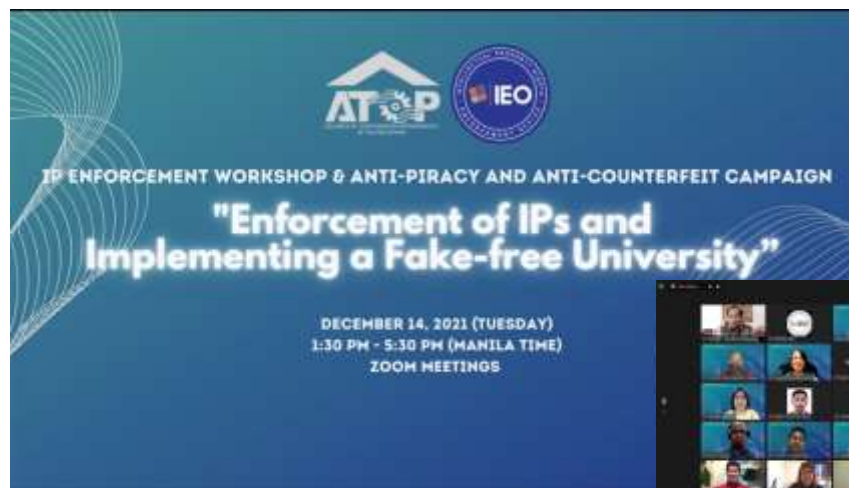 ATOP
IEO
IP ENFORCEMENT WORKSHOP & ANTI-PIRACY AND ANTI-COUNTERFEIT CAMPAIGN
"Enforcement of IPs and
Implementing a Fake-free University”
DECEMBER 14, 2021 (TUESDAY)
1:30 PM - 5:30 PM (MANILA TIME)
ZOOM MEETINGS